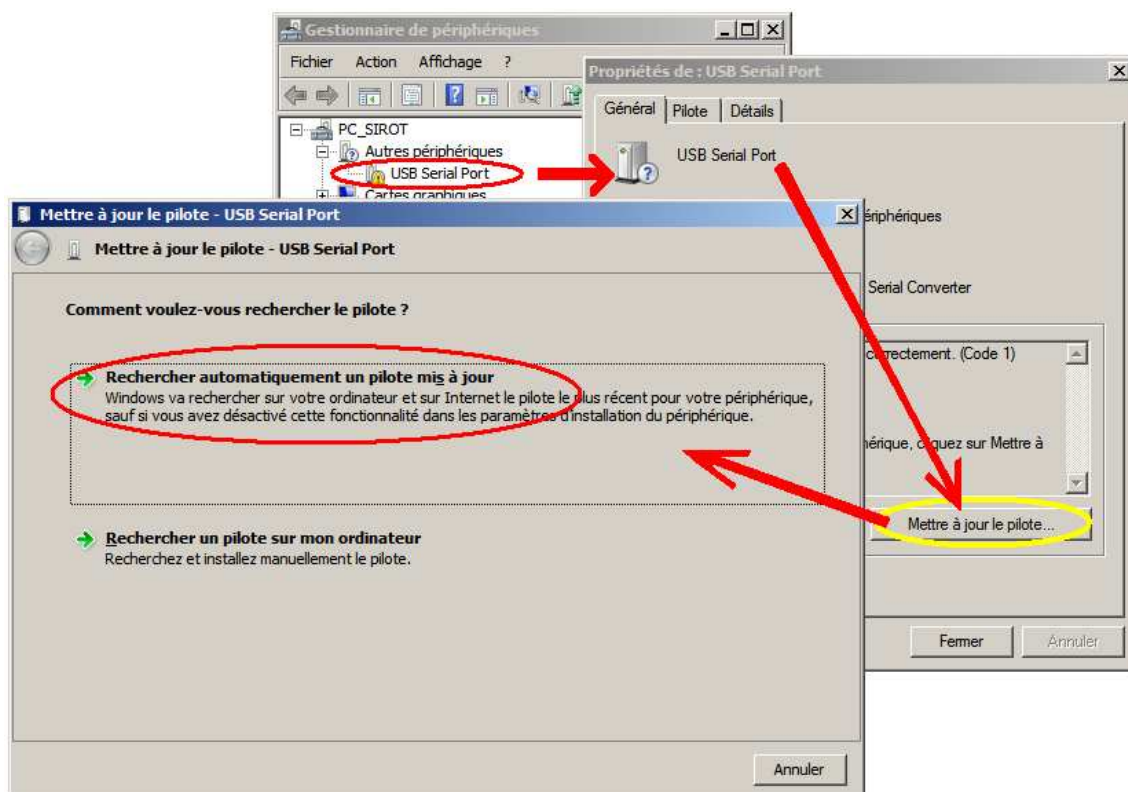 Gestionnaire de périphériques
Fichier Action Affichage ?
PC_SIROT
Autres périphériques
USB Serial Port
Cartes graphiques
Propriétés de : USB Serial Port
Général Pilote Détails
USB Serial Port
ériphériques
Serial Converter
correctement. (Code 1)
hérique, cliquez sur Mettre à
Mettre à jour le pilote...
Fermer Annuler
Mettre à jour le pilote - USB Serial Port
Mettre à jour le pilote - USB Serial Port
Comment voulez-vous rechercher le pilote ?
Rechercher automatiquement un pilote mis à jour
Windows va rechercher sur votre ordinateur et sur Internet le pilote le plus récent pour votre périphérique,
sauf si vous avez désactivé cette fonctionnalité dans les paramètres d'installation du périphérique.
Rechercher un pilote sur mon ordinateur
Recherchez et installez manuellement le pilote.
Annuler